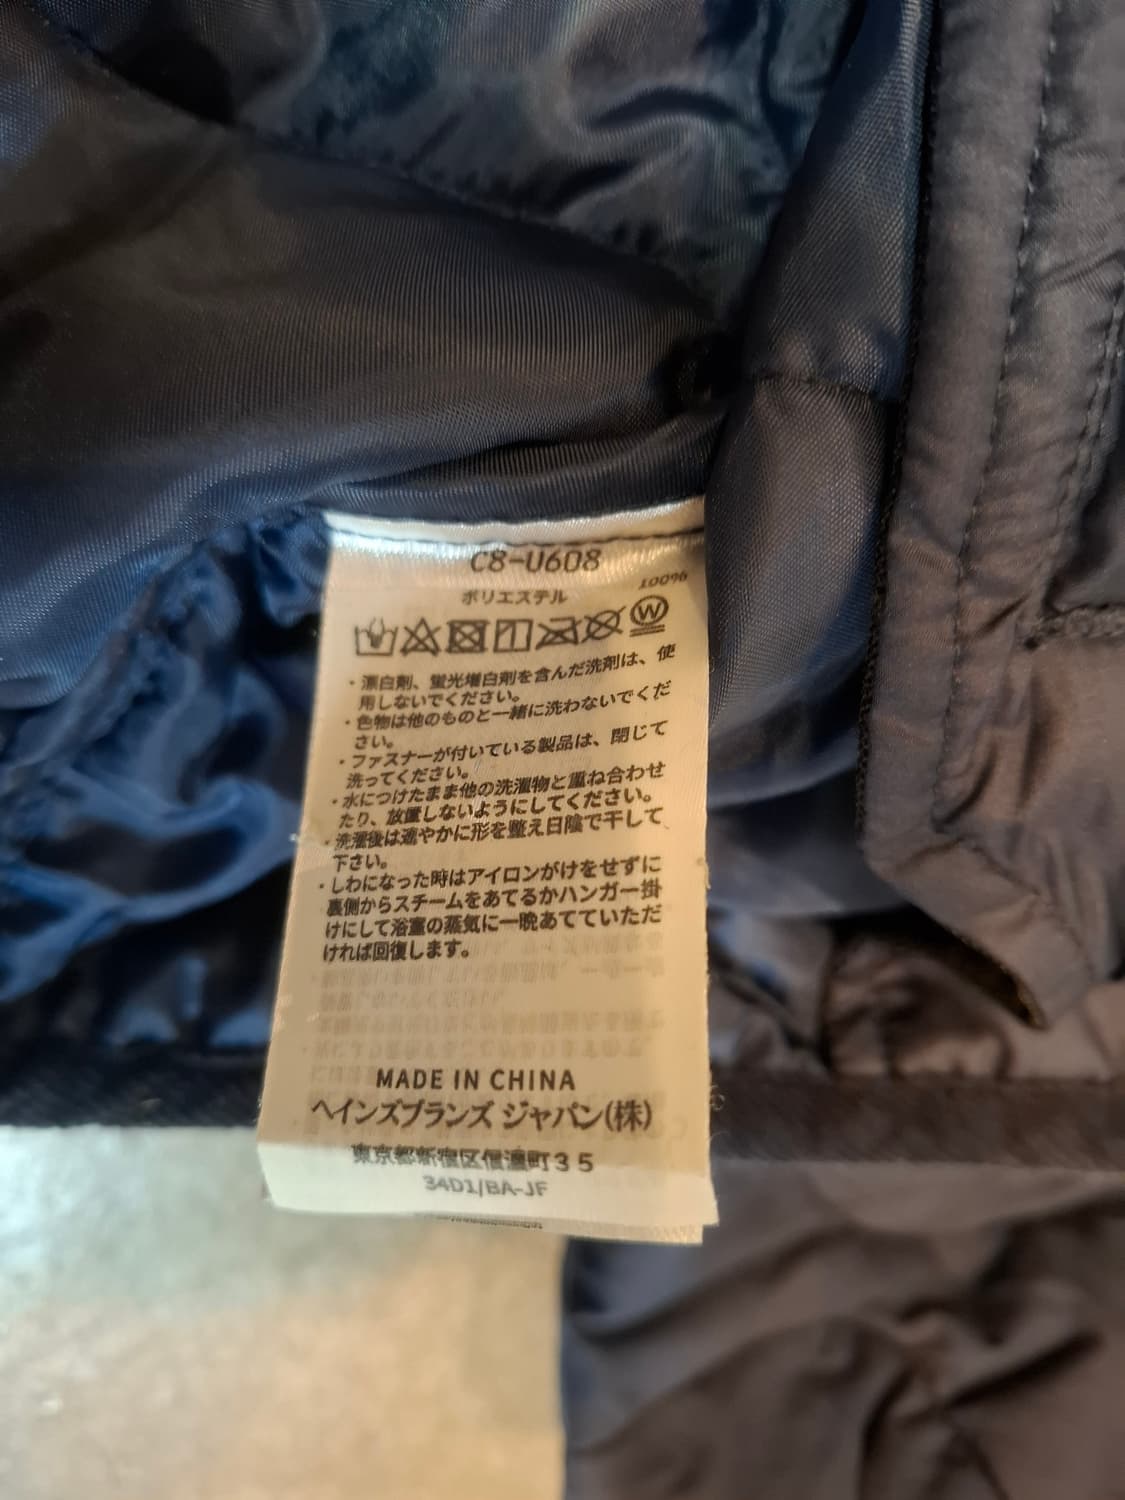 C8-U608
100%
ポリエステル
W
・漂白剤、蛍光増白剤を含んだ洗剤は、使
用しないでください。
・色物は他のものと一緒に洗わないでくだ
さい。
・ファスナーが付いている製品は、閉じて
洗ってください。
・水につけたまま他の洗濯物と重ね合わせ
たり、放置しないようにしてください。
・洗濯後は速やかに形を整え日陰で干して
下さい。
・しわになった時はアイロンがけをせずに
裏側からスチームをあてるかハンガー掛
けにして浴室の蒸気に一晩あてていただ
ければ回復します。
MADE IN CHINA
ヘインズブランズ ジャパン(株)
東京都新宿区信濃町35
34D1/BA-JF